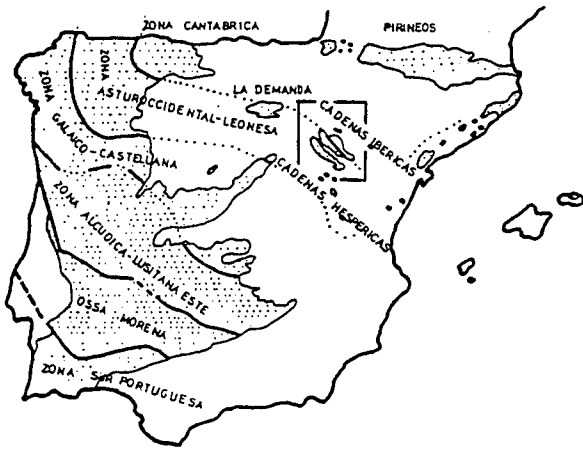 ZONA CANTABRICA
PIRINEOS
ZONA
LA DEMANDA
ASTUROCCIDENTAL-LEONESA
CADENAS IBERICAS
ZONA
GALAICO-CASTELLANA
CADENAS HESPERICAS
ZONA ALCUDICA-LUSITANA ESTE
OSSA MORENA
ZONA SUR PORTUGUESA